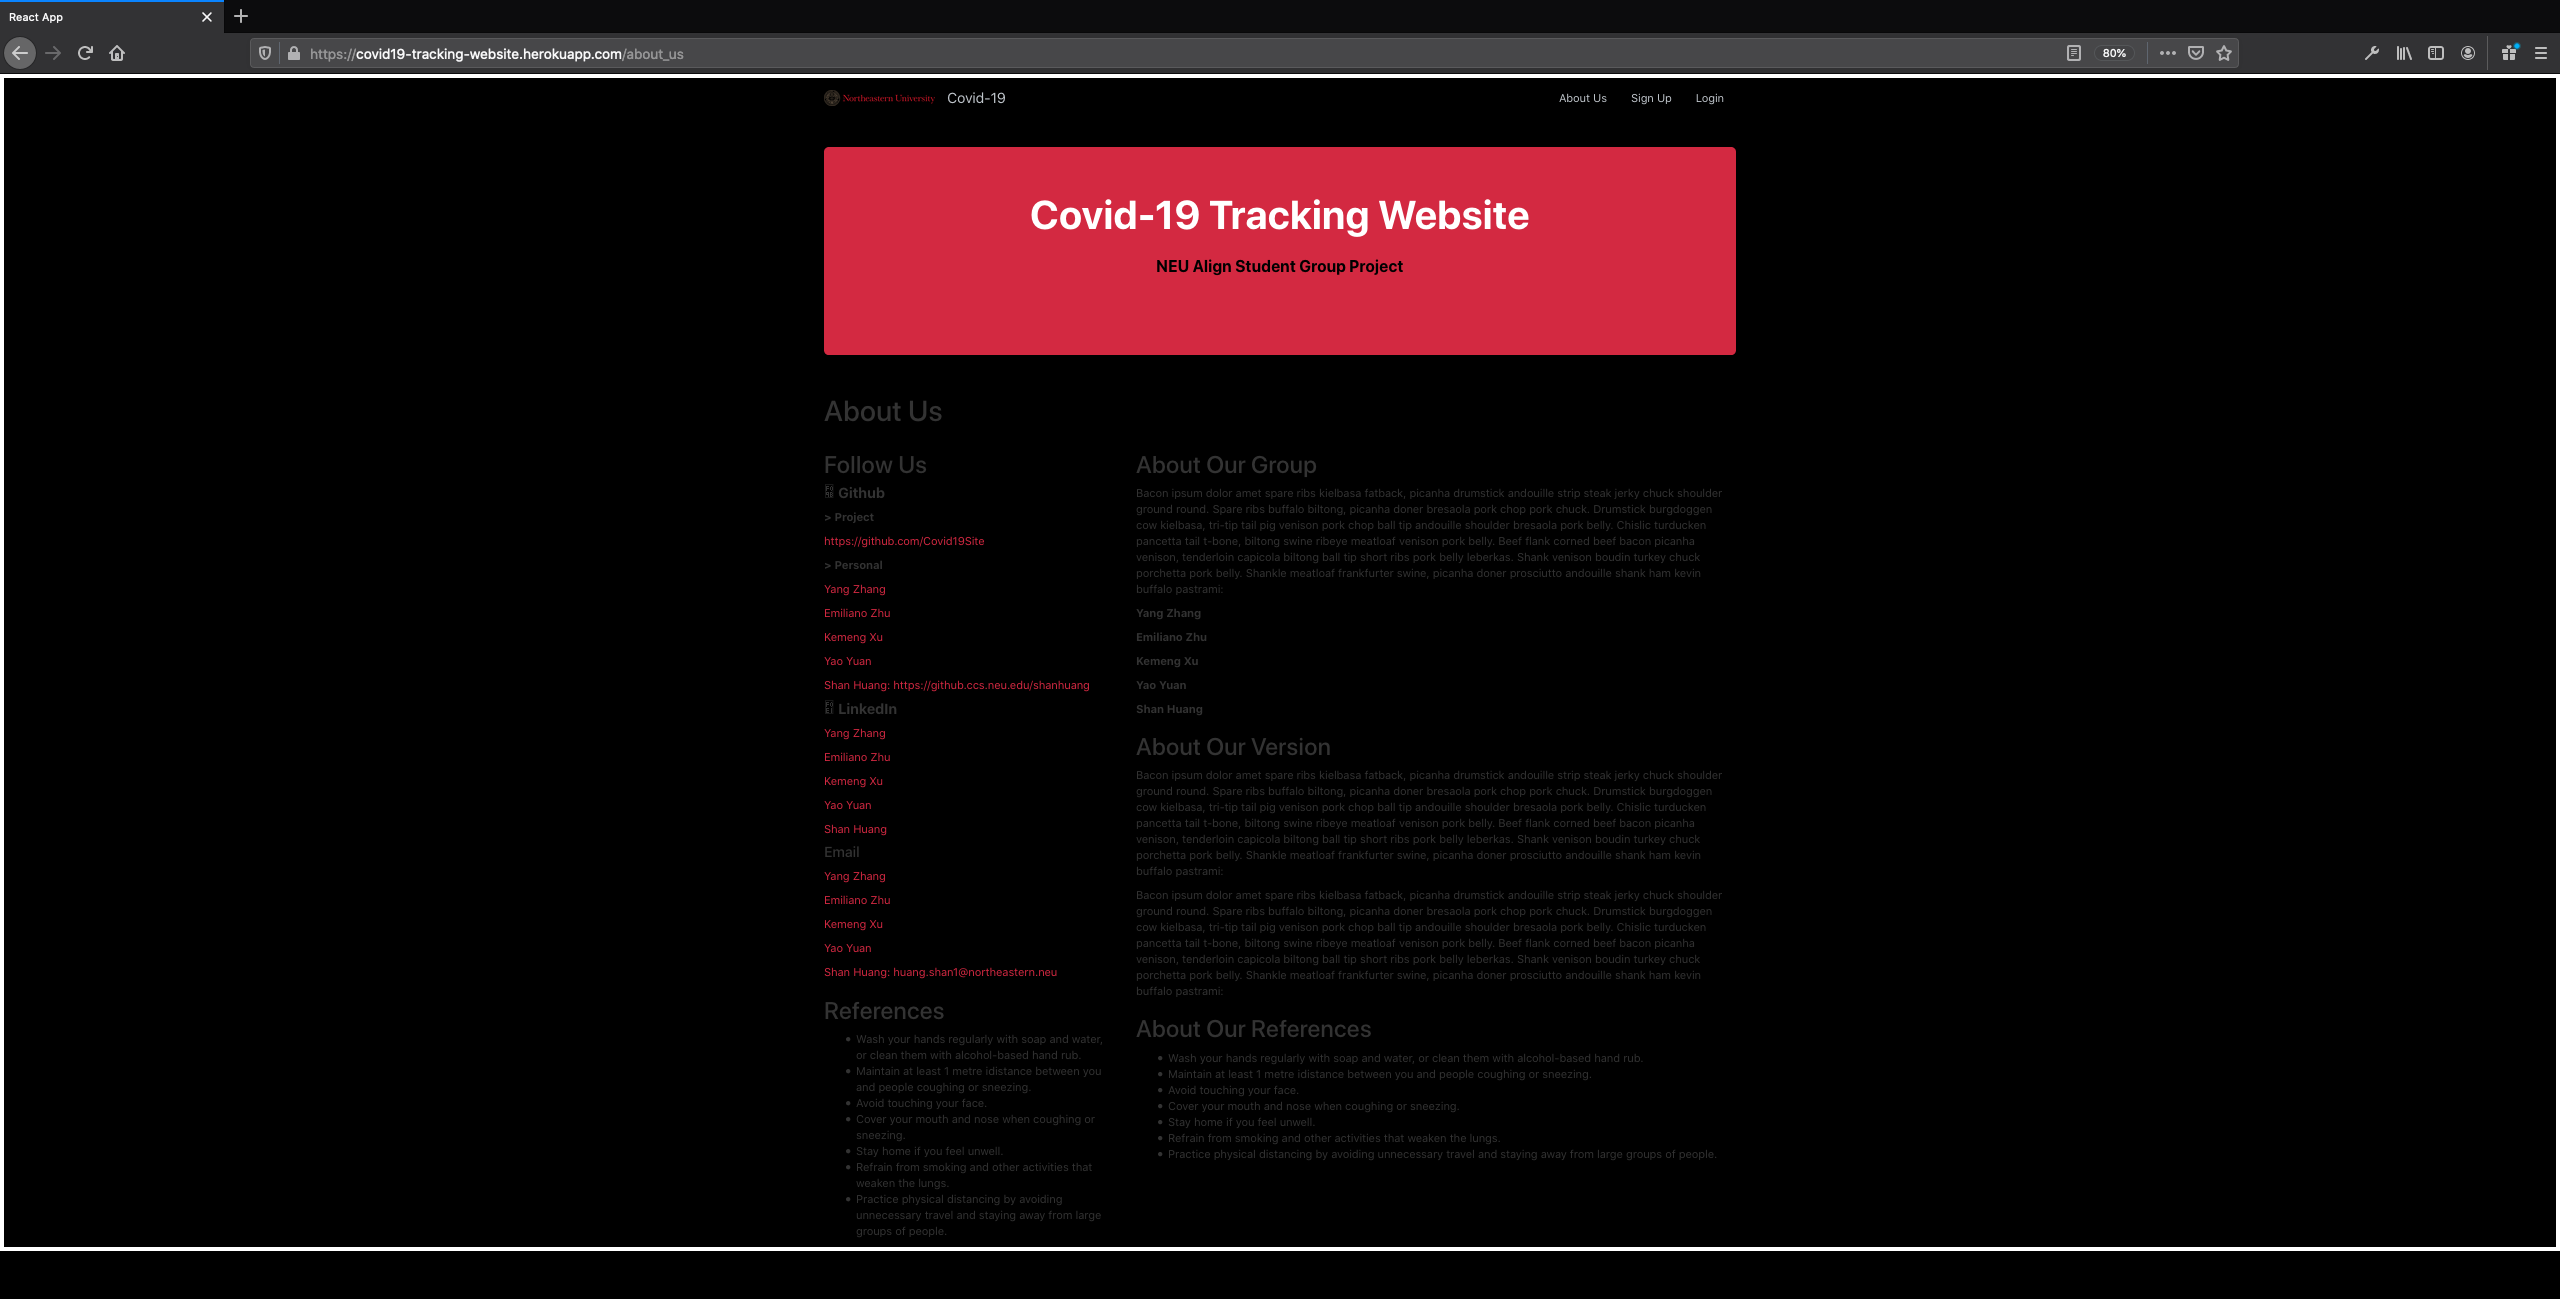 React App
https://covid19-tracking-website.herokuapp.com/about_us
80%
Northeastern University
Covid-19
About Us
Sign Up
Login
Covid-19 Tracking Website
NEU Align Student Group Project
About Us
Follow Us
Github
> Project
https://github.com/Covid19Site
> Personal
Yang Zhang
Emiliano Zhu
Kemeng Xu
Yao Yuan
Shan Huang: https://github.ccs.neu.edu/shanhuang
LinkedIn
Yang Zhang
Emiliano Zhu
Kemeng Xu
Yao Yuan
Shan Huang
Email
Yang Zhang
Emiliano Zhu
Kemeng Xu
Yao Yuan
Shan Huang: huang.shan1@northeastern.neu
References
• Wash your hands regularly with soap and water,
or clean them with alcohol-based hand rub.
• Maintain at least 1 metre idistance between you
and people coughing or sneezing.
• Avoid touching your face.
• Cover your mouth and nose when coughing or
sneezing.
• Stay home if you feel unwell.
• Refrain from smoking and other activities that
weaken the lungs.
• Practice physical distancing by avoiding
unnecessary travel and staying away from large
groups of people.
About Our Group
Bacon ipsum dolor amet spare ribs kielbasa fatback, picanha drumstick andouille strip steak jerky chuck shoulder
ground round. Spare ribs buffalo biltong, picanha doner bresaola pork chop pork chuck. Drumstick burgdoggen
cow kielbasa, tri-tip tail pig venison pork chop ball tip andouille shoulder bresaola pork belly. Chislic turducken
pancetta tail t-bone, biltong swine ribeye meatloaf venison pork belly. Beef flank corned beef bacon picanha
venison, tenderloin capicola biltong ball tip short ribs pork belly leberkas. Shank venison boudin turkey chuck
porchetta pork belly. Shankle meatloaf frankfurter swine, picanha doner prosciutto andouille shank ham kevin
buffalo pastrami:
Yang Zhang
Emiliano Zhu
Kemeng Xu
Yao Yuan
Shan Huang
About Our Version
Bacon ipsum dolor amet spare ribs kielbasa fatback, picanha drumstick andouille strip steak jerky chuck shoulder
ground round. Spare ribs buffalo biltong, picanha doner bresaola pork chop pork chuck. Drumstick burgdoggen
cow kielbasa, tri-tip tail pig venison pork chop ball tip andouille shoulder bresaola pork belly. Chislic turducken
pancetta tail t-bone, biltong swine ribeye meatloaf venison pork belly. Beef flank corned beef bacon picanha
venison, tenderloin capicola biltong ball tip short ribs pork belly leberkas. Shank venison boudin turkey chuck
porchetta pork belly. Shankle meatloaf frankfurter swine, picanha doner prosciutto andouille shank ham kevin
buffalo pastrami:
Bacon ipsum dolor amet spare ribs kielbasa fatback, picanha drumstick andouille strip steak jerky chuck shoulder
ground round. Spare ribs buffalo biltong, picanha doner bresaola pork chop pork chuck. Drumstick burgdoggen
cow kielbasa, tri-tip tail pig venison pork chop ball tip andouille shoulder bresaola pork belly. Chislic turducken
pancetta tail t-bone, biltong swine ribeye meatloaf venison pork belly. Beef flank corned beef bacon picanha
venison, tenderloin capicola biltong ball tip short ribs pork belly leberkas. Shank venison boudin turkey chuck
porchetta pork belly. Shankle meatloaf frankfurter swine, picanha doner prosciutto andouille shank ham kevin
buffalo pastrami:
About Our References
• Wash your hands regularly with soap and water, or clean them with alcohol-based hand rub.
• Maintain at least 1 metre idistance between you and people coughing or sneezing.
• Avoid touching your face.
• Cover your mouth and nose when coughing or sneezing.
• Stay home if you feel unwell.
• Refrain from smoking and other activities that weaken the lungs.
• Practice physical distancing by avoiding unnecessary travel and staying away from large groups of people.